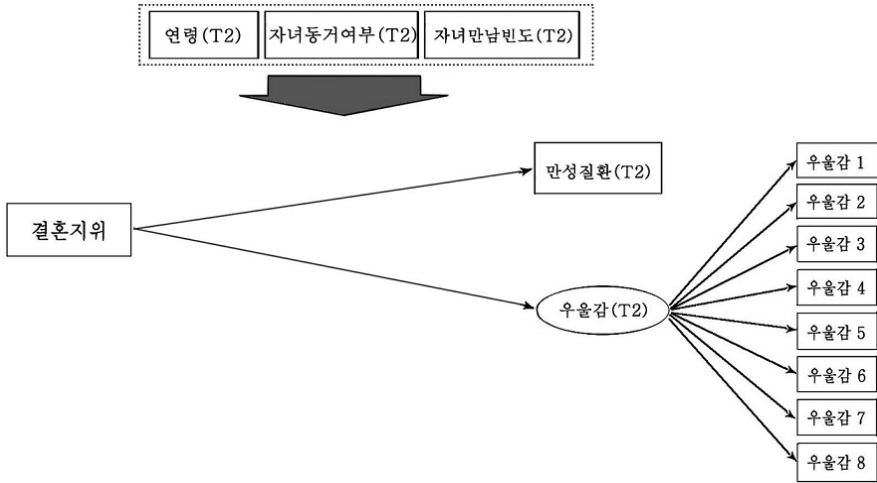 연령(T2) 자녀동거여부(T2) 자녀만남빈도(T2)
만성질환(T2)
결혼지위
우울감(T2)
우울감 1
우울감 2
우울감 3
우울감 4
우울감 5
우울감 6
우울감 7
우울감 8